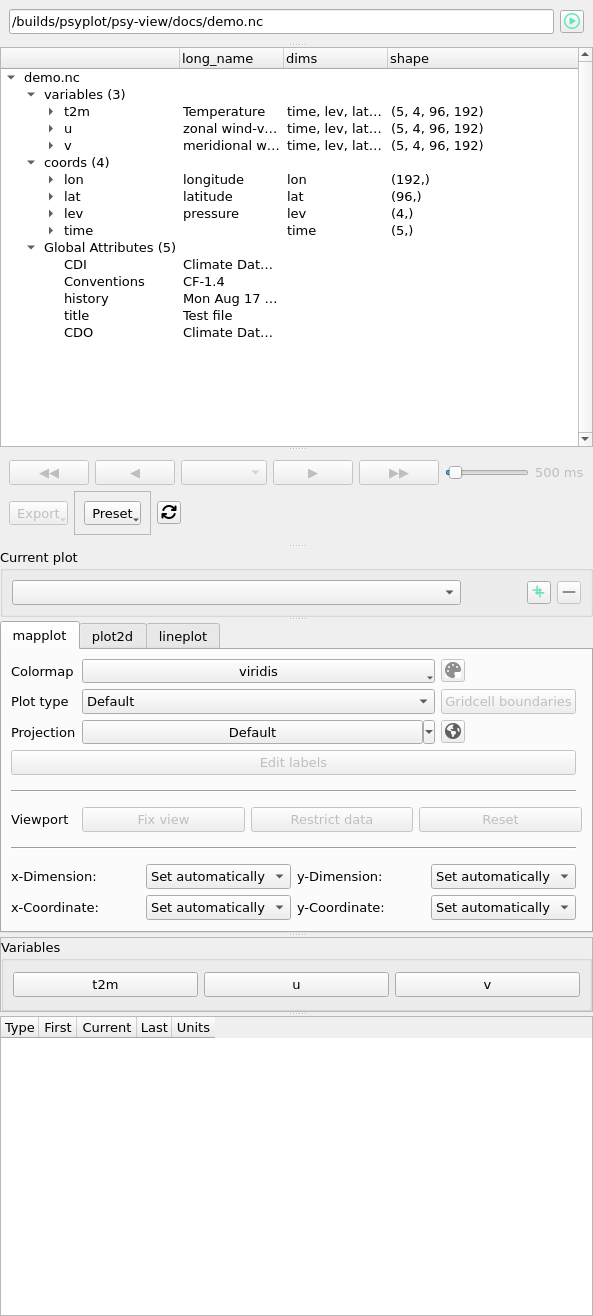 /builds/psyplot/psy-view/docs/demo.nc
long_name dims shape
demo.nc
variables (3)
t2m Temperature time, lev, lat... (5, 4, 96, 192)
u zonal wind-v... time, lev, lat... (5, 4, 96, 192)
v meridional w... time, lev, lat... (5, 4, 96, 192)
coords (4)
lon longitude lon (192,)
lat latitude lat (96,)
lev pressure lev (4,)
time time (5,)
Global Attributes (5)
CDI Climate Dat...
Conventions CF-1.4
history Mon Aug 17 ...
title Test file
CDO Climate Dat...
500 ms
Export Preset
Current plot
mapplot plot2d lineplot
Colormap viridis
Plot type Default Gridcell boundaries
Projection Default
Edit labels
Viewport Fix view Restrict data Reset
x-Dimension: Set automatically y-Dimension: Set automatically
x-Coordinate: Set automatically y-Coordinate: Set automatically
Variables
t2m u v
Type First Current Last Units